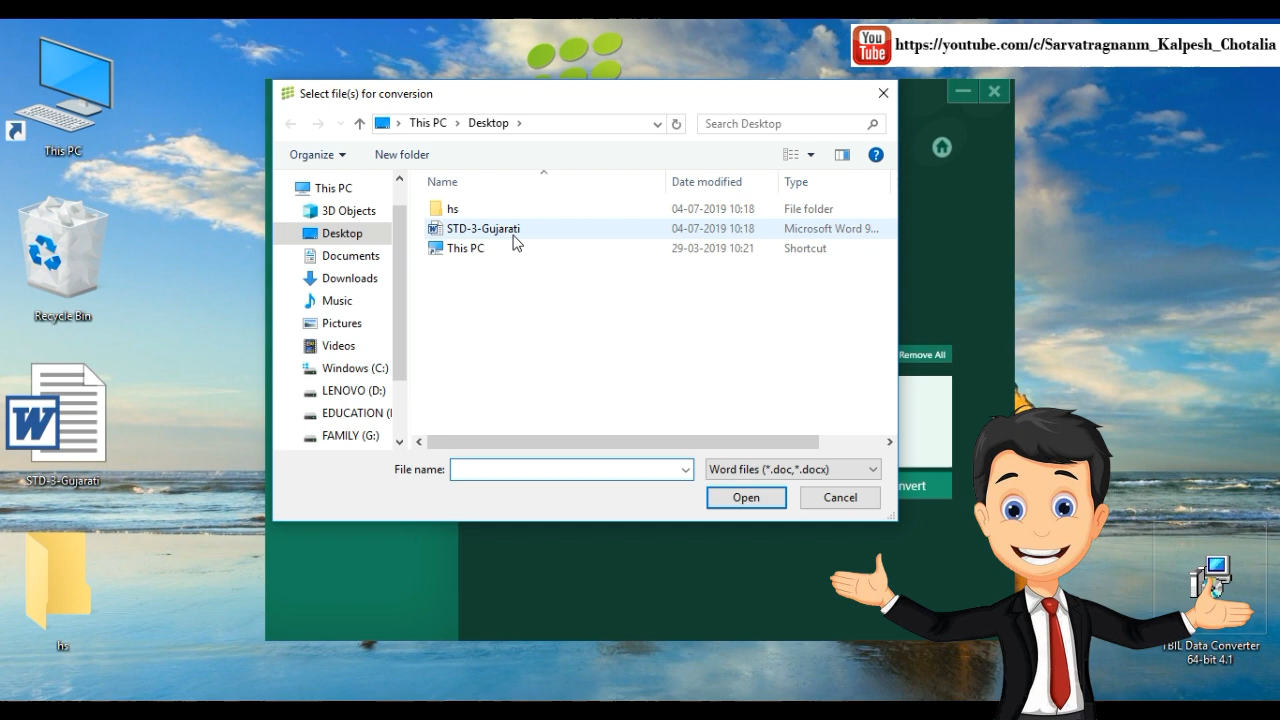 You
Tube
https://youtube.com/c/Sarvatragnanm_Kalpesh_Chotalia
This PC
Recycle Bin
STD-3-Gujarati
hs
Select file(s) for conversion
This PC
Desktop
Search Desktop
Organize
New folder
This PC
3D Objects
Desktop
Documents
Downloads
Music
Pictures
Videos
Windows (C:)
LENOVO (D:)
EDUCATION (
FAMILY (G:)
Name
Date modified
Type
hs
04-07-2019 10:18
File folder
STD-3-Gujarati
04-07-2019 10:18
Microsoft Word 9...
This PC
29-03-2019 10:21
Shortcut
File name:
Word files (*.doc,*.docx)
Open
Cancel
Remove All
nvert
TBIL Data Converter
64-bit 4.1